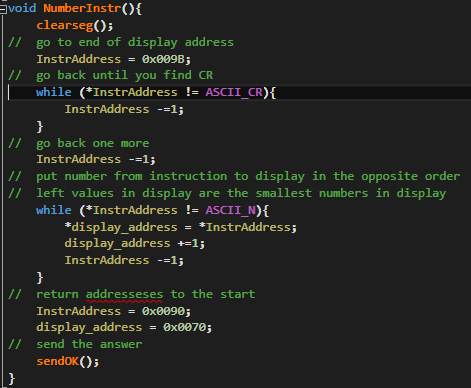 void NumberInstr(){
clearseg();
// go to end of display address
InstrAddress = 0x009B;
// go back until you find CR
while (*InstrAddress != ASCII_CR){
InstrAddress -=1;
}
// go back one more
InstrAddress -=1;
// put number from instruction to display in the opposite order
// left values in display are the smallest numbers in display
while (*InstrAddress != ASCII_N){
*display_address = *InstrAddress;
display_address +=1;
InstrAddress -=1;
}
// return addresseses to the start
InstrAddress = 0x0090;
display_address = 0x0070;
// send the answer
sendOK();
}